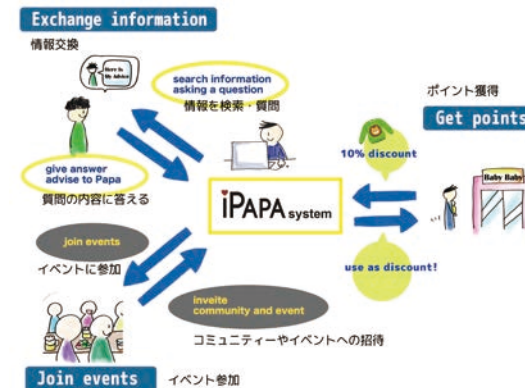 Exchange information
情報交換
Here Is
My Advice
search information
asking a question
情報を検索・質問
give answer
advise to Papa
質問の内容に答える
ポイント獲得
Get points
10% discount
Baby Baby
iPAPA system
use as discount!
join events
イベントに参加
inveite
community and event
コミュニティーやイベントへの招待
Join events
イベント参加